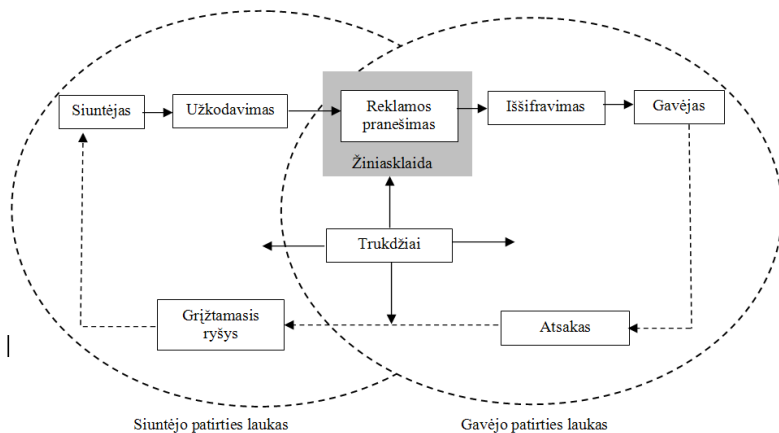 Siuntėjas
Užkodavimas
Reklamos
pranešimas
Iššifravimas
Gavėjas
Žiniasklaida
Trukdžiai
Grįžtamasis
ryšys
Atsakas
Siuntėjo patirties laukas
Gavėjo patirties laukas